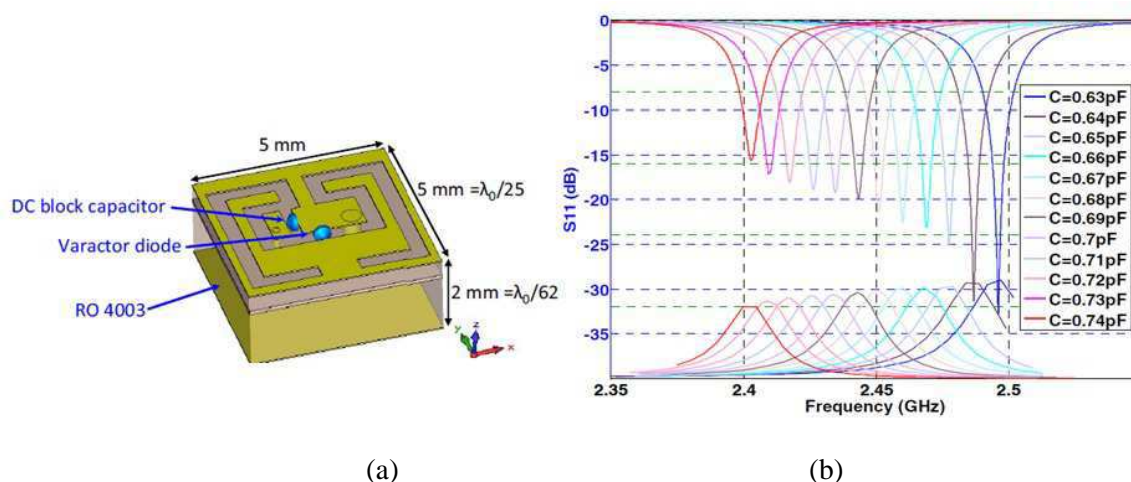 5 mm
5 mm =λ₀/25
DC block capacitor
Varactor diode
2 mm =λ₀/62
RO 4003
y
z
x
0
-5
-10
-15
-20
-25
-30
-35
S11 (dB)
2.35
2.4
2.45
2.5
Frequency (GHz)
C=0.63pF
C=0.64pF
C=0.65pF
C=0.66pF
C=0.67pF
C=0.68pF
C=0.69pF
C=0.7pF
C=0.71pF
C=0.72pF
C=0.73pF
C=0.74pF
(a)
(b)